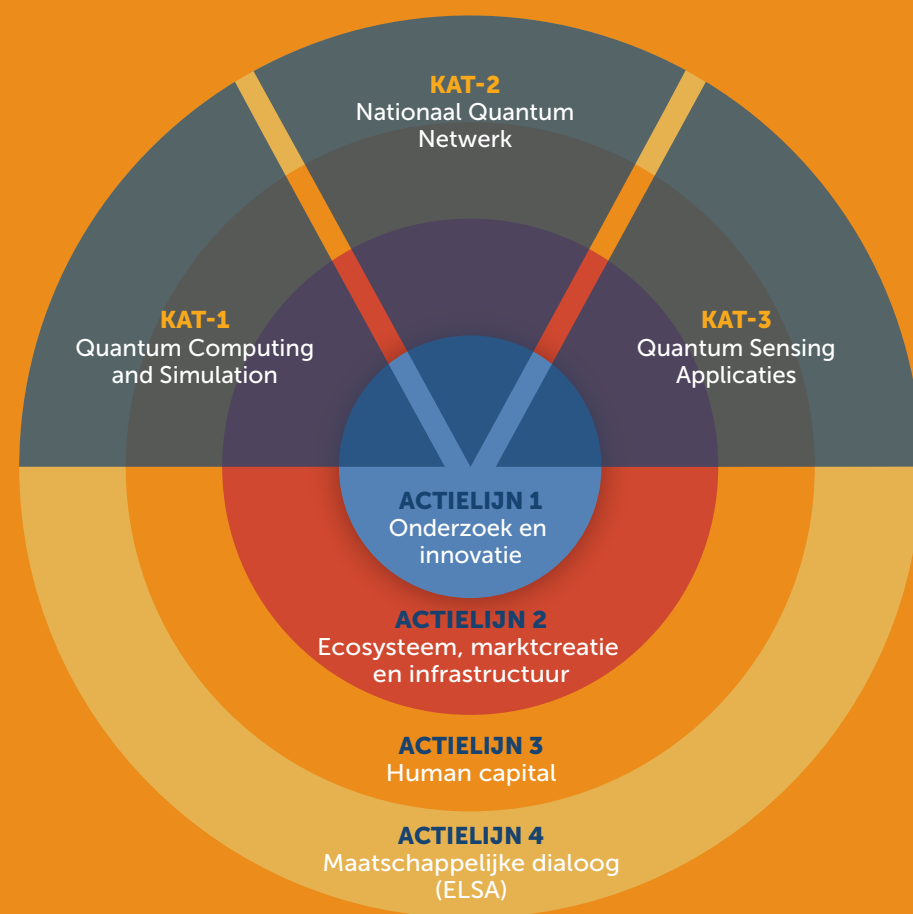 KAT-2
Nationaal Quantum
Netwerk
KAT-1
Quantum Computing
and Simulation
KAT-3
Quantum Sensing
Applicaties
ACTIELIJN 1
Onderzoek en
innovatie
ACTIELIJN 2
Ecosysteem, marktcreatie
en infrastructuur
ACTIELIJN 3
Human capital
ACTIELIJN 4
Maatschappelijke dialoog
(ELSA)